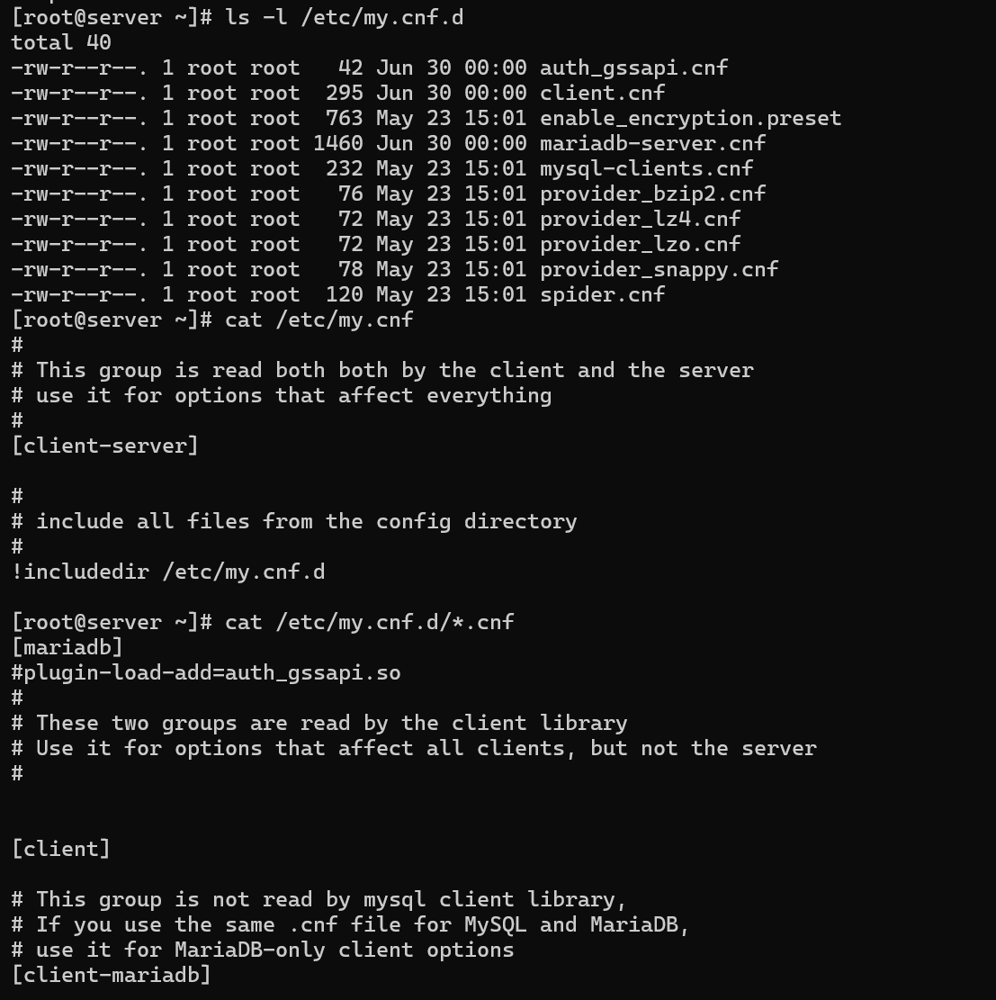 [root@server ~]# ls -l /etc/my.cnf.d
total 40
-rw-r--r--. 1 root root   42 Jun 30 00:00 auth_gssapi.cnf
-rw-r--r--. 1 root root  295 Jun 30 00:00 client.cnf
-rw-r--r--. 1 root root  763 May 23 15:01 enable_encryption.preset
-rw-r--r--. 1 root root 1460 Jun 30 00:00 mariadb-server.cnf
-rw-r--r--. 1 root root  232 May 23 15:01 mysql-clients.cnf
-rw-r--r--. 1 root root   76 May 23 15:01 provider_bzip2.cnf
-rw-r--r--. 1 root root   72 May 23 15:01 provider_lz4.cnf
-rw-r--r--. 1 root root   72 May 23 15:01 provider_lzo.cnf
-rw-r--r--. 1 root root   78 May 23 15:01 provider_snappy.cnf
-rw-r--r--. 1 root root  120 May 23 15:01 spider.cnf
[root@server ~]# cat /etc/my.cnf
#
# This group is read both both by the client and the server
# use it for options that affect everything
#
[client-server]

#
# include all files from the config directory
#
!includedir /etc/my.cnf.d

[root@server ~]# cat /etc/my.cnf.d/*.cnf
[mariadb]
#plugin-load-add=auth_gssapi.so
#
# These two groups are read by the client library
# Use it for options that affect all clients, but not the server
#


[client]

# This group is not read by mysql client library,
# If you use the same .cnf file for MySQL and MariaDB,
# use it for MariaDB-only client options
[client-mariadb]